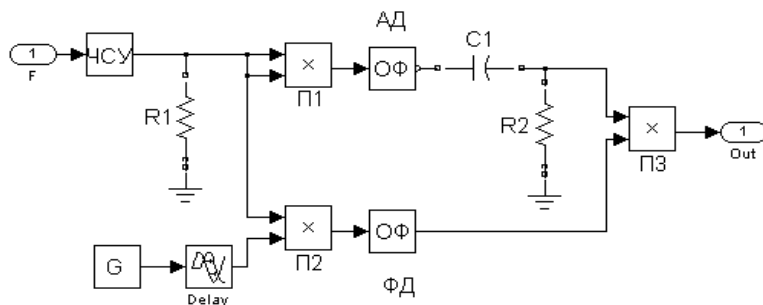 АД
1
F
ЧСУ
×
П1
ОФ
C1
R1
R2
×
П3
1
Out
G
Delay
×
П2
ОФ
ФД